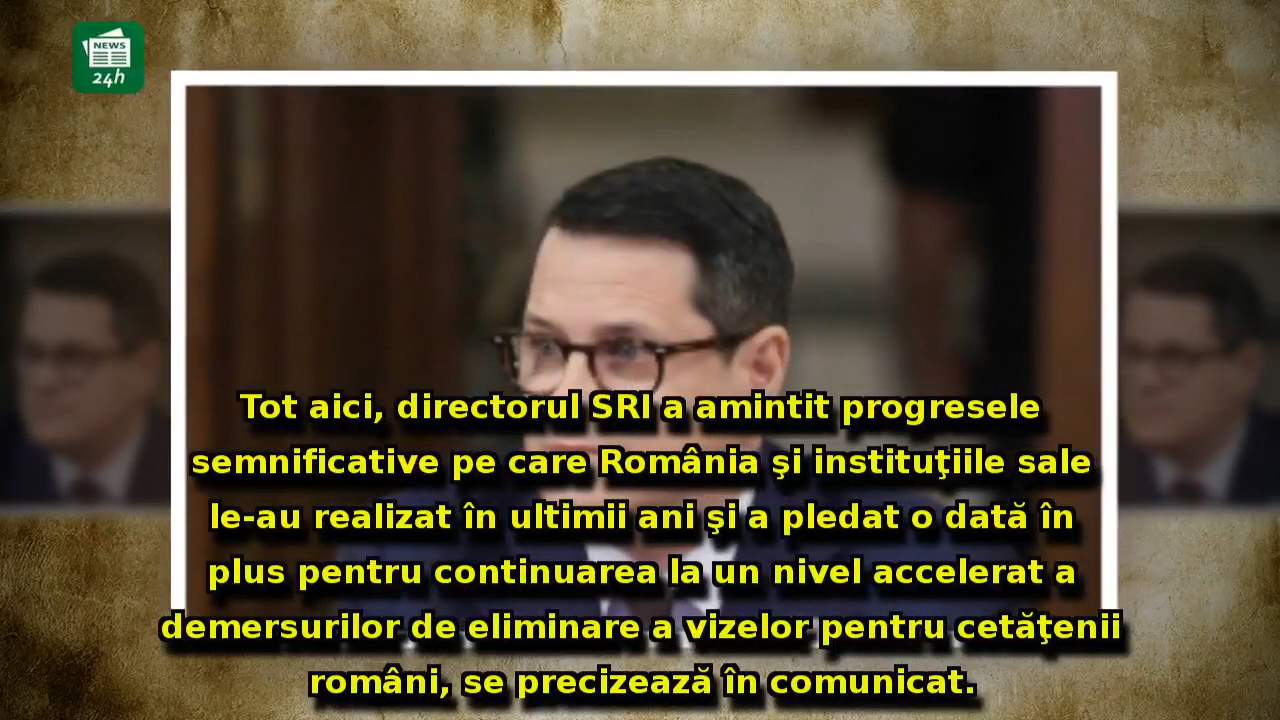 NEWS
24h
Tot aici, directorul SRI a amintit progresele
semnificative pe care România şi instituţiile sale
le-au realizat în ultimii ani şi a pledat o dată în
plus pentru continuarea la un nivel accelerat a
demersurilor de eliminare a vizelor pentru cetăţenii
români, se precizează în comunicat.